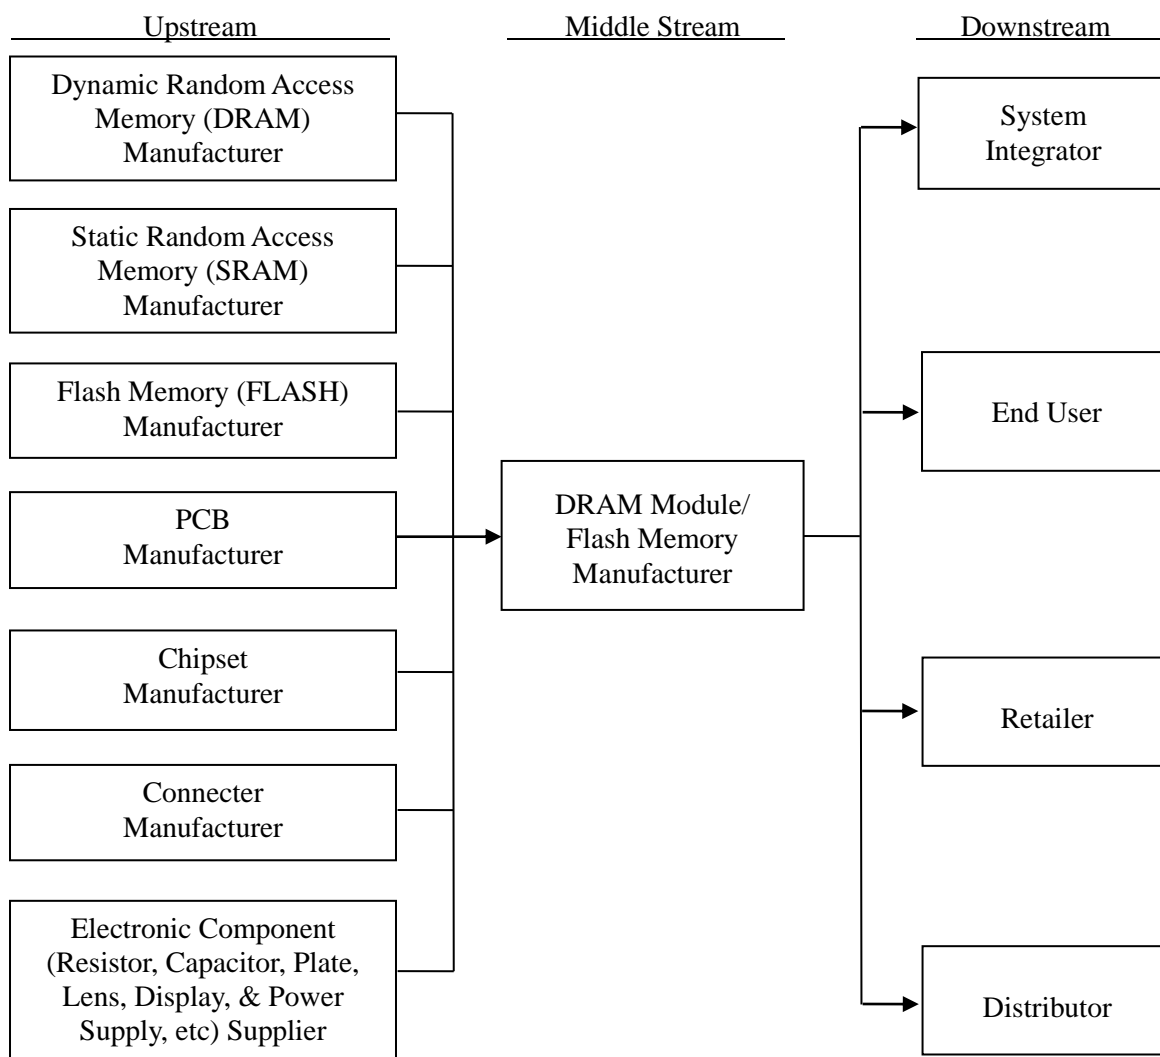 Upstream
Middle Stream
Downstream
Dynamic Random Access
Memory (DRAM)
Manufacturer
Static Random Access
Memory (SRAM)
Manufacturer
Flash Memory (FLASH)
Manufacturer
PCB
Manufacturer
Chipset
Manufacturer
Connecter
Manufacturer
Electronic Component
(Resistor, Capacitor, Plate,
Lens, Display, & Power
Supply, etc) Supplier
DRAM Module/
Flash Memory
Manufacturer
System
Integrator
End User
Retailer
Distributor